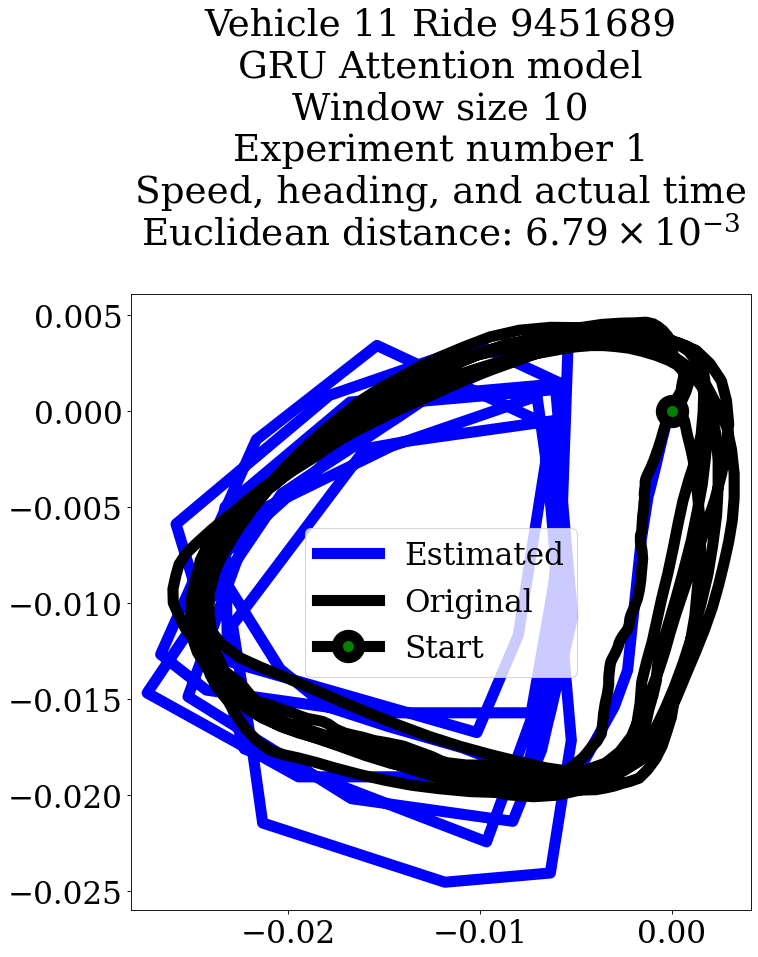 Vehicle 11 Ride 9451689
GRU Attention model
Window size 10
Experiment number 1
Speed, heading, and actual time
Euclidean distance: 6.79 × 10⁻³
0.005
0.000
−0.005
−0.010
−0.015
−0.020
−0.025
Estimated
Original
Start
−0.02
−0.01
0.00